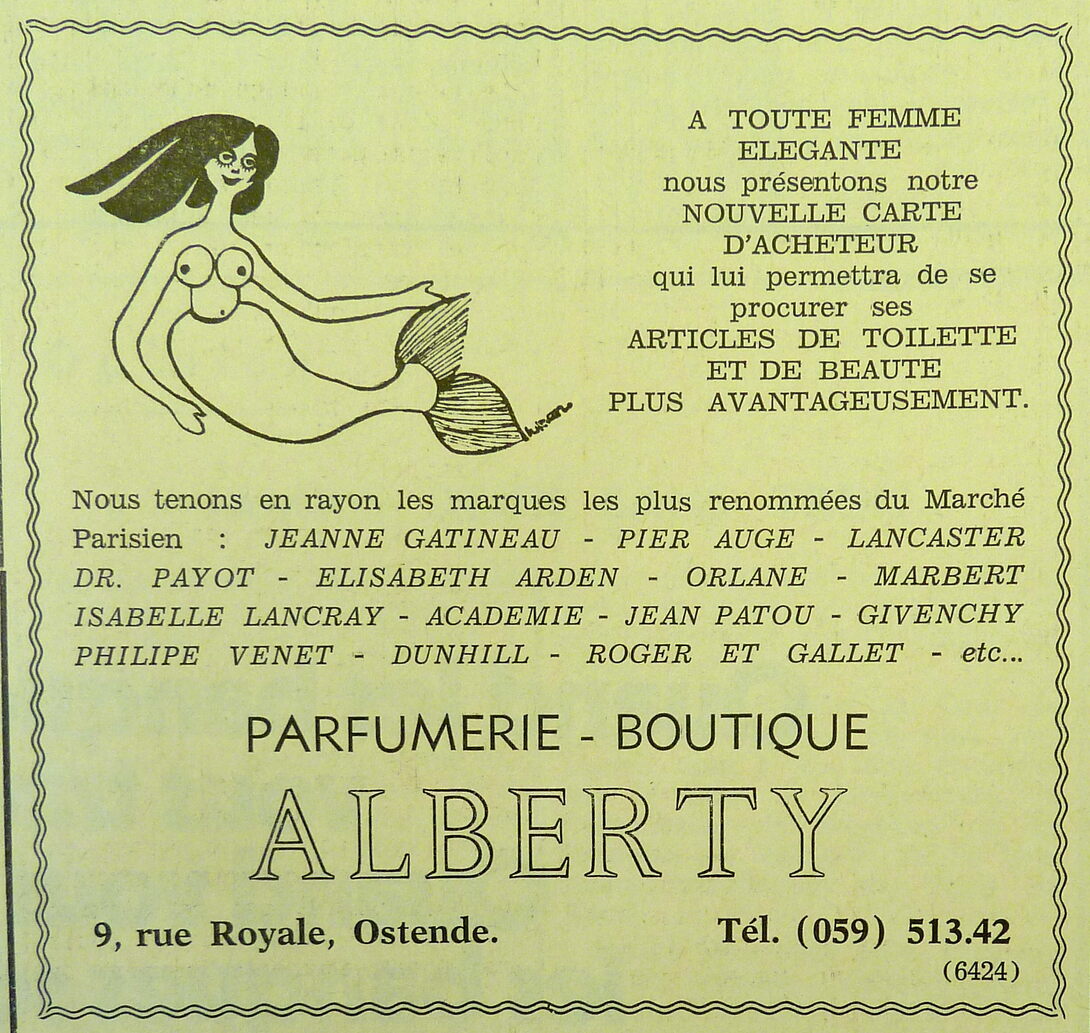 A TOUTE FEMME
ELEGANTE
nous présentons notre
NOUVELLE CARTE
D'ACHETEUR
qui lui permettra de se
procurer ses
ARTICLES DE TOILETTE
ET DE BEAUTE
PLUS AVANTAGEUSEMENT.
Nous tenons en rayon les marques les plus renommées du Marché
Parisien : JEANNE GATINEAU - PIER AUGE - LANCASTER
DR. PAYOT - ELISABETH ARDEN - ORLANE - MARBERT
ISABELLE LANCRAY - ACADEMIE - JEAN PATOU - GIVENCHY
PHILIPE VENET - DUNHILL - ROGER ET GALLET - etc...
PARFUMERIE - BOUTIQUE
ALBERTY
9, rue Royale, Ostende. Tél. (059) 513.42
(6424)